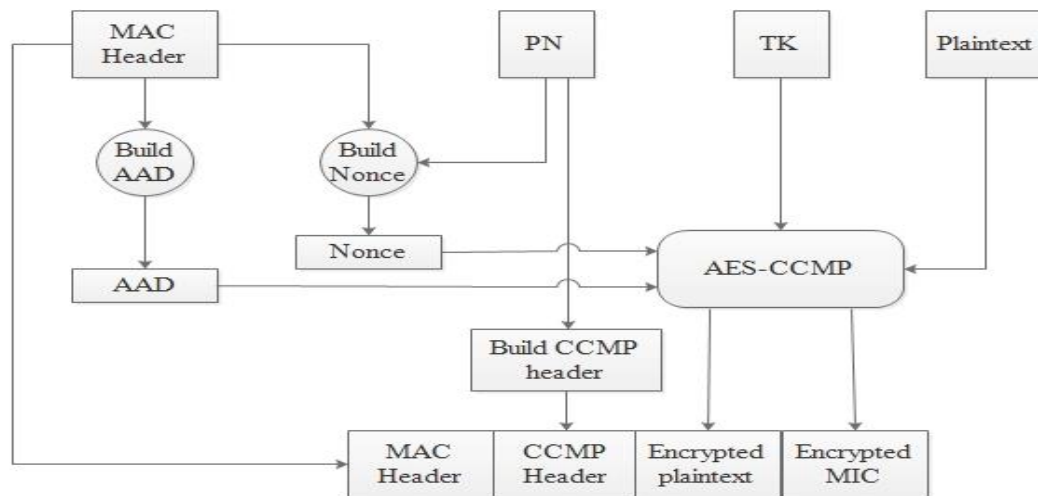 MAC
Header
PN
TK
Plaintext
Build
AAD
Build
Nonce
Nonce
AES-CCMP
AAD
Build CCMP
header
MAC
Header
CCMP
Header
Encrypted
plaintext
Encrypted
MIC